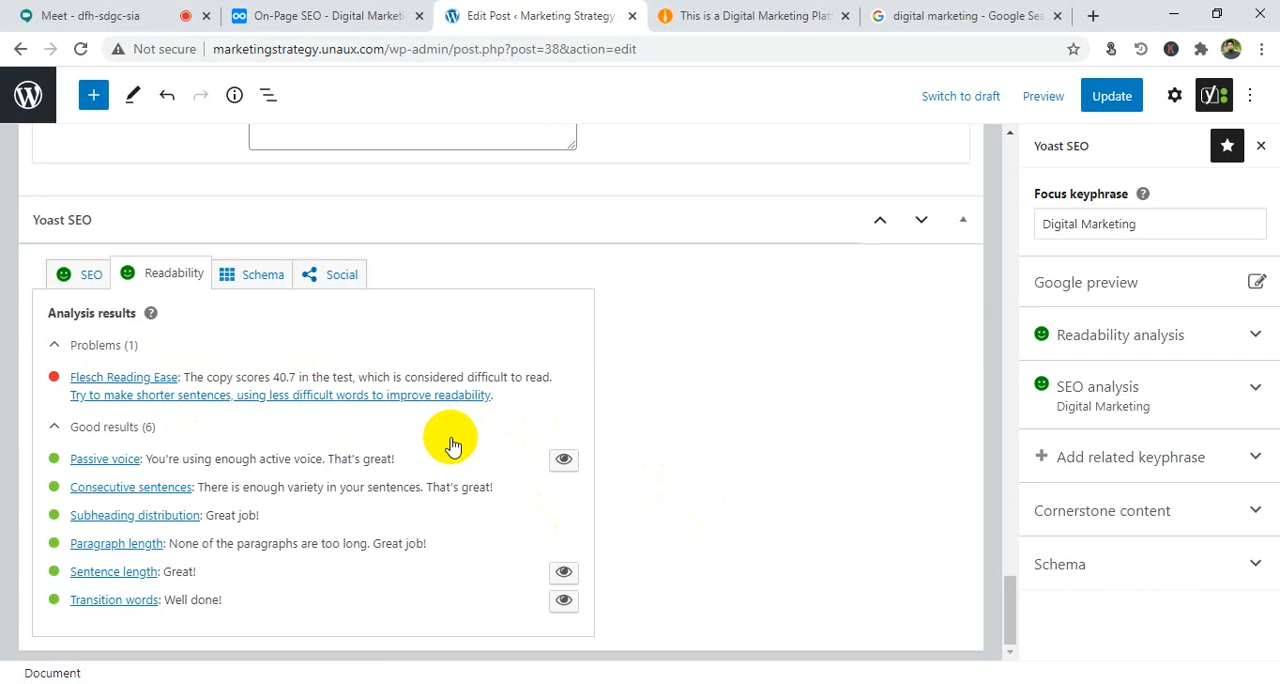 Meet - dfh-sdgc-sia
On-Page SEO - Digital Marketi
Edit Post ‹ Marketing Strategy
This is a Digital Marketing Plat
digital marketing - Google Sea
Not secure
marketingstrategy.unaux.com/wp-admin/post.php?post=38&action=edit
Switch to draft
Preview
Update
Yoast SEO
Focus keyphrase
Digital Marketing
Google preview
Readability analysis
SEO analysis
Digital Marketing
Add related keyphrase
Cornerstone content
Schema
Yoast SEO
SEO
Readability
Schema
Social
Analysis results
Problems (1)
Flesch Reading Ease: The copy scores 40.7 in the test, which is considered difficult to read.
Try to make shorter sentences, using less difficult words to improve readability.
Good results (6)
Passive voice: You're using enough active voice. That's great!
Consecutive sentences: There is enough variety in your sentences. That's great!
Subheading distribution: Great job!
Paragraph length: None of the paragraphs are too long. Great job!
Sentence length: Great!
Transition words: Well done!
Document